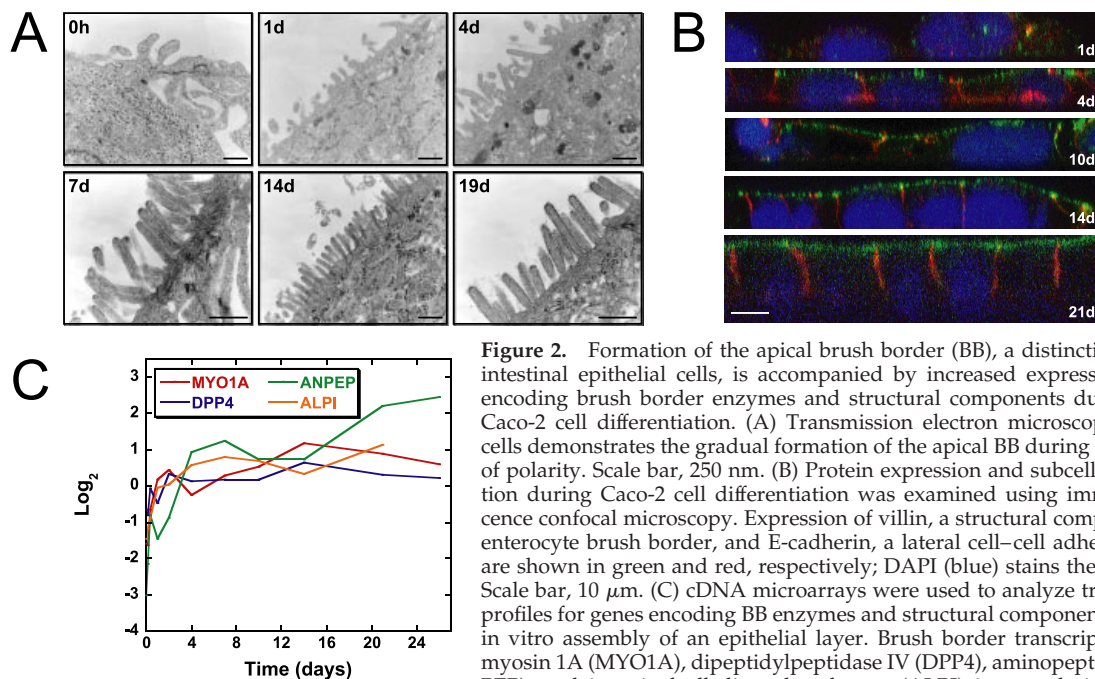 A
0h
1d
4d
7d
14d
19d
B
1d
4d
10d
14d
21d
C
3
2
1
0
-1
-2
-3
-4
Log2
MYO1A
ANPEP
DPP4
ALPI
0
4
8
12
16
20
24
Time (days)
Figure 2. Formation of the apical brush border (BB), a distincti
intestinal epithelial cells, is accompanied by increased express
encoding brush border enzymes and structural components du
Caco-2 cell differentiation. (A) Transmission electron microscop
cells demonstrates the gradual formation of the apical BB during
of polarity. Scale bar, 250 nm. (B) Protein expression and subcell
tion during Caco-2 cell differentiation was examined using imm
cence confocal microscopy. Expression of villin, a structural comp
enterocyte brush border, and E-cadherin, a lateral cell–cell adhe
are shown in green and red, respectively; DAPI (blue) stains the
Scale bar, 10 μm. (C) cDNA microarrays were used to analyze tr
profiles for genes encoding BB enzymes and structural componen
in vitro assembly of an epithelial layer. Brush border transcrip
myosin 1A (MYO1A), dipeptidylpeptidase IV (DPP4), aminopept